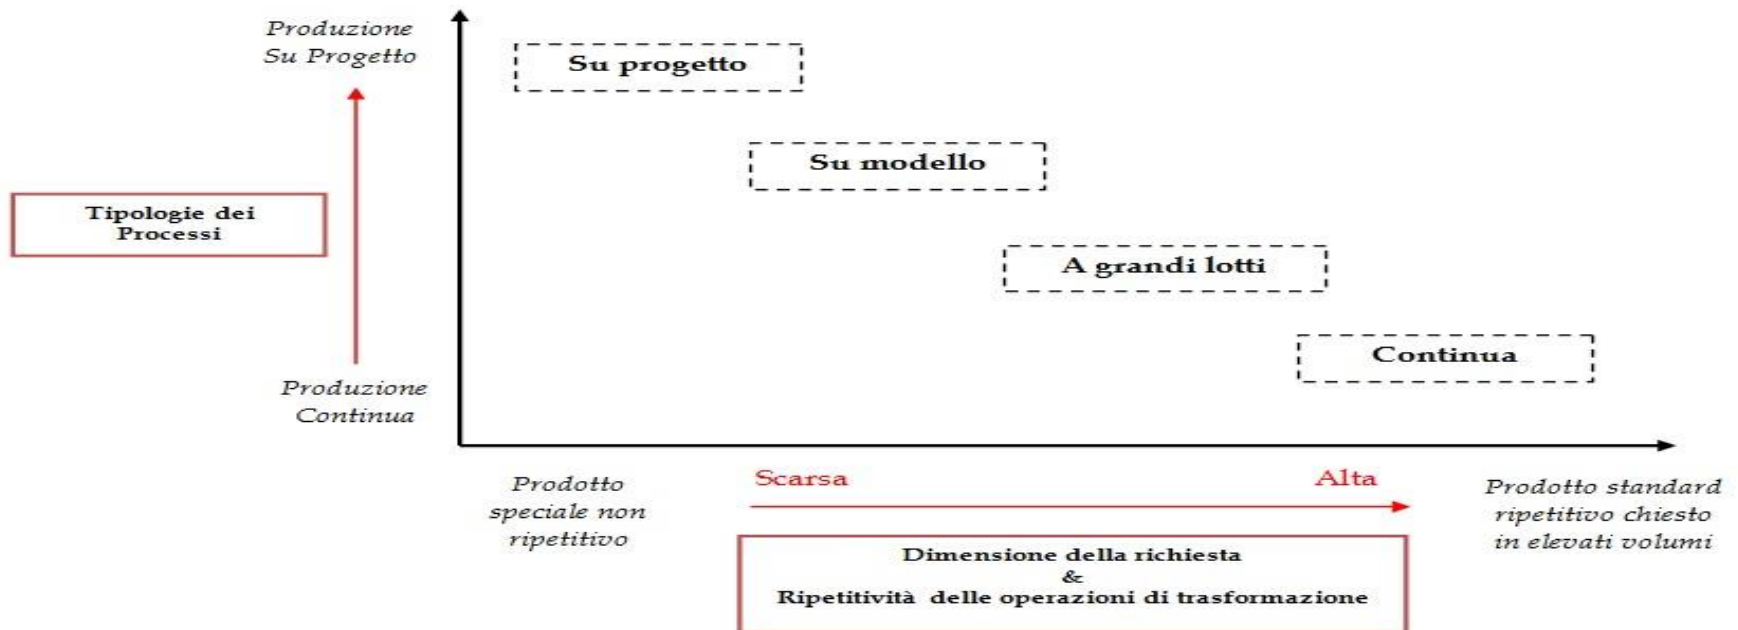 Produzione
Su Progetto
Su progetto
Su modello
Tipologie dei
Processi
A grandi lotti
Continua
Produzione
Continua
Scarsa
Alta
Prodotto
speciale non
ripetitivo
Prodotto standard
ripetitivo chiesto
in elevati volumi
Dimensione della richiesta
&
Ripetitività delle operazioni di trasformazione